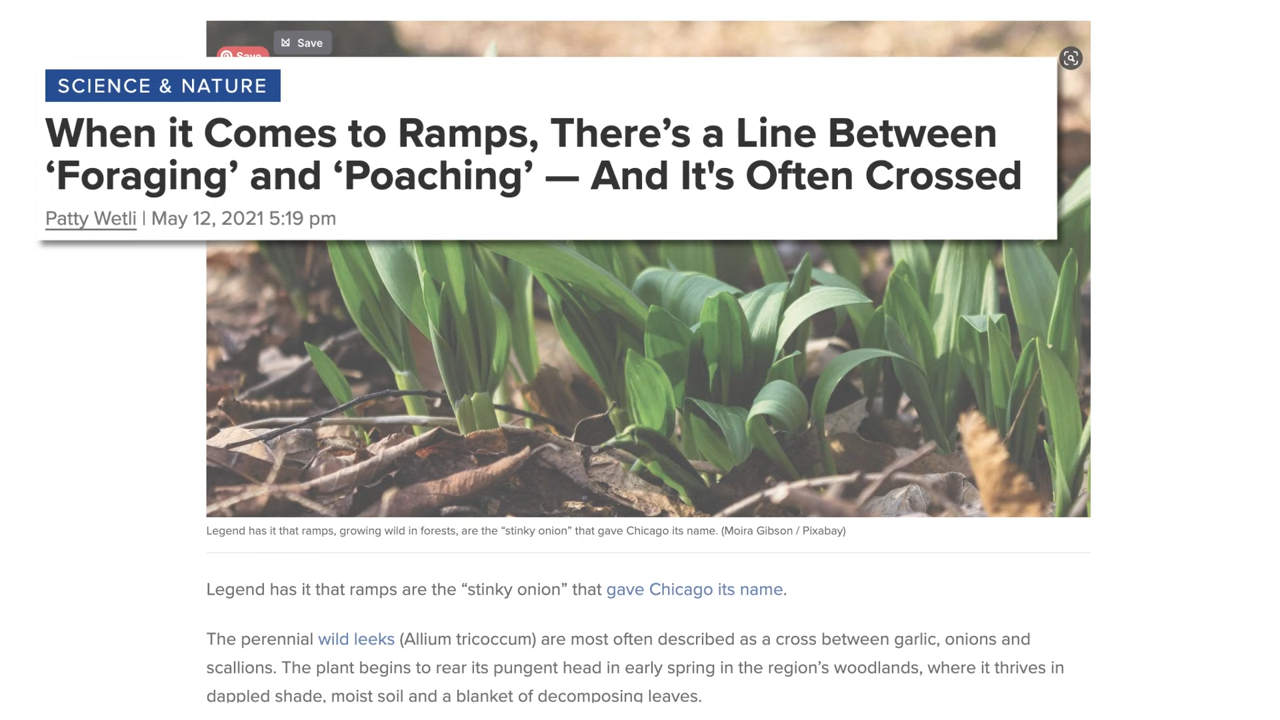 Save
Save
SCIENCE & NATURE
When it Comes to Ramps, There’s a Line Between
‘Foraging’ and ‘Poaching’ — And It's Often Crossed
Patty Wetli | May 12, 2021 5:19 pm
Legend has it that ramps, growing wild in forests, are the “stinky onion” that gave Chicago its name. (Moira Gibson / Pixabay)
Legend has it that ramps are the “stinky onion” that gave Chicago its name.
The perennial wild leeks (Allium tricoccum) are most often described as a cross between garlic, onions and
scallions. The plant begins to rear its pungent head in early spring in the region’s woodlands, where it thrives in
dappled shade, moist soil and a blanket of decomposing leaves.